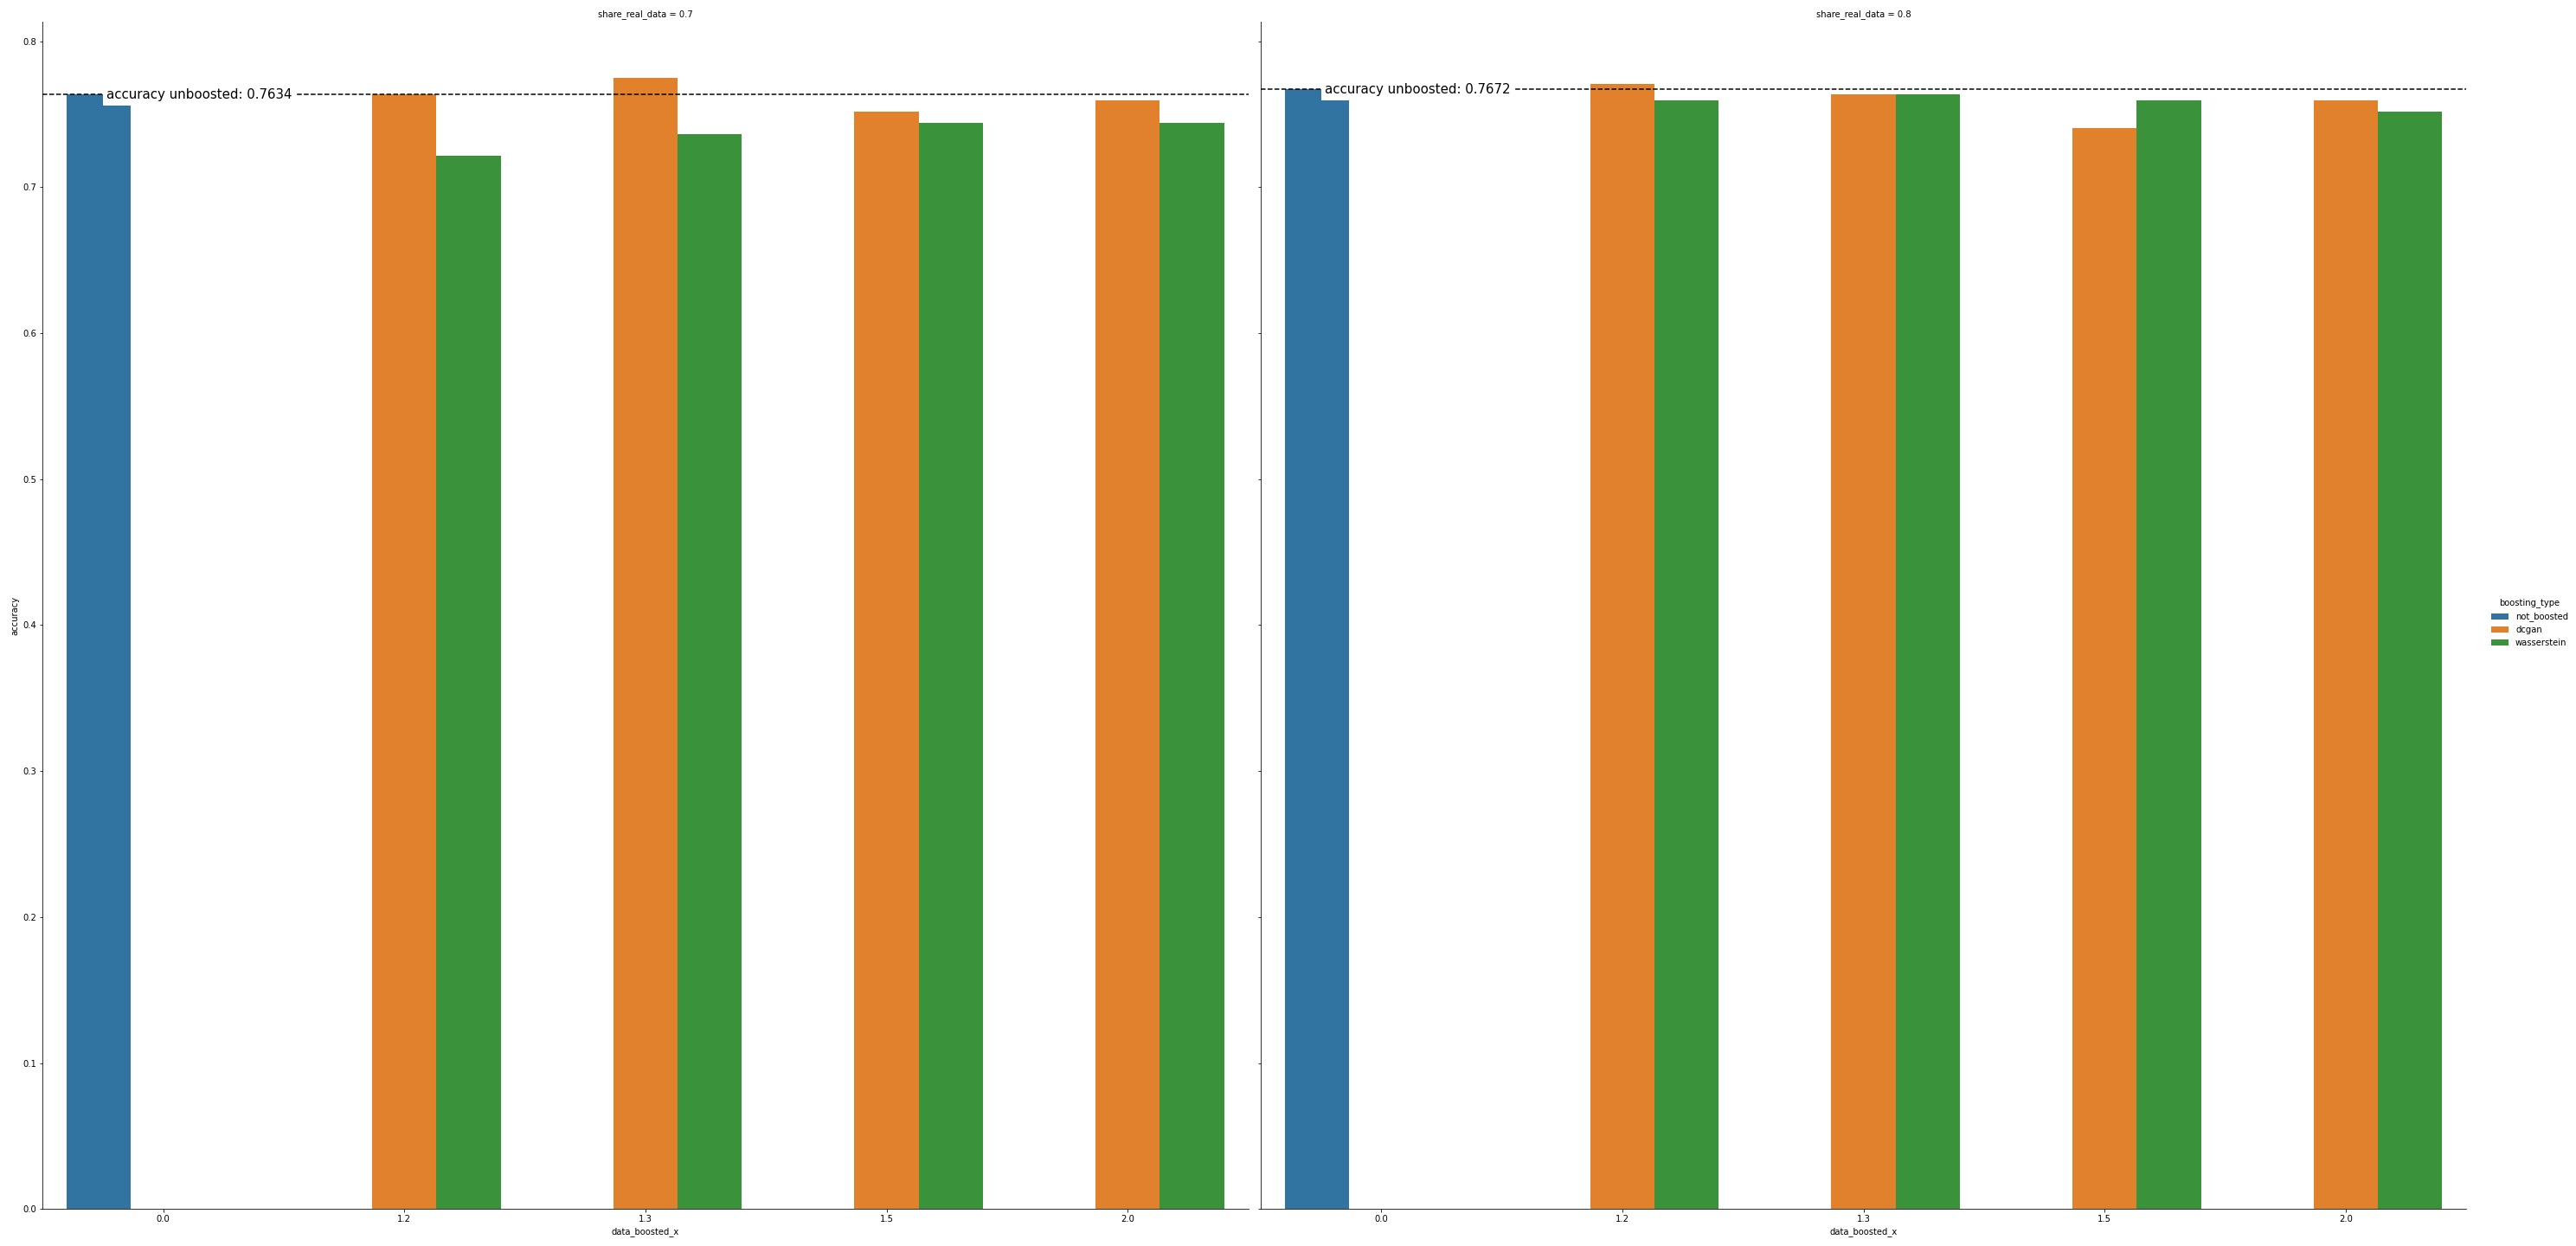 share_real_data = 0.7
share_real_data = 0.8
0.8
accuracy unboosted: 0.7634
accuracy unboosted: 0.7672
0.7
0.6
0.5
0.4
0.3
0.2
0.1
0.0
accuracy
boosting_type
not_boosted
dcgan
wasserstein
0.0 1.2 1.3 1.5 2.0
data_boosted_x
0.0 1.2 1.3 1.5 2.0
data_boosted_x